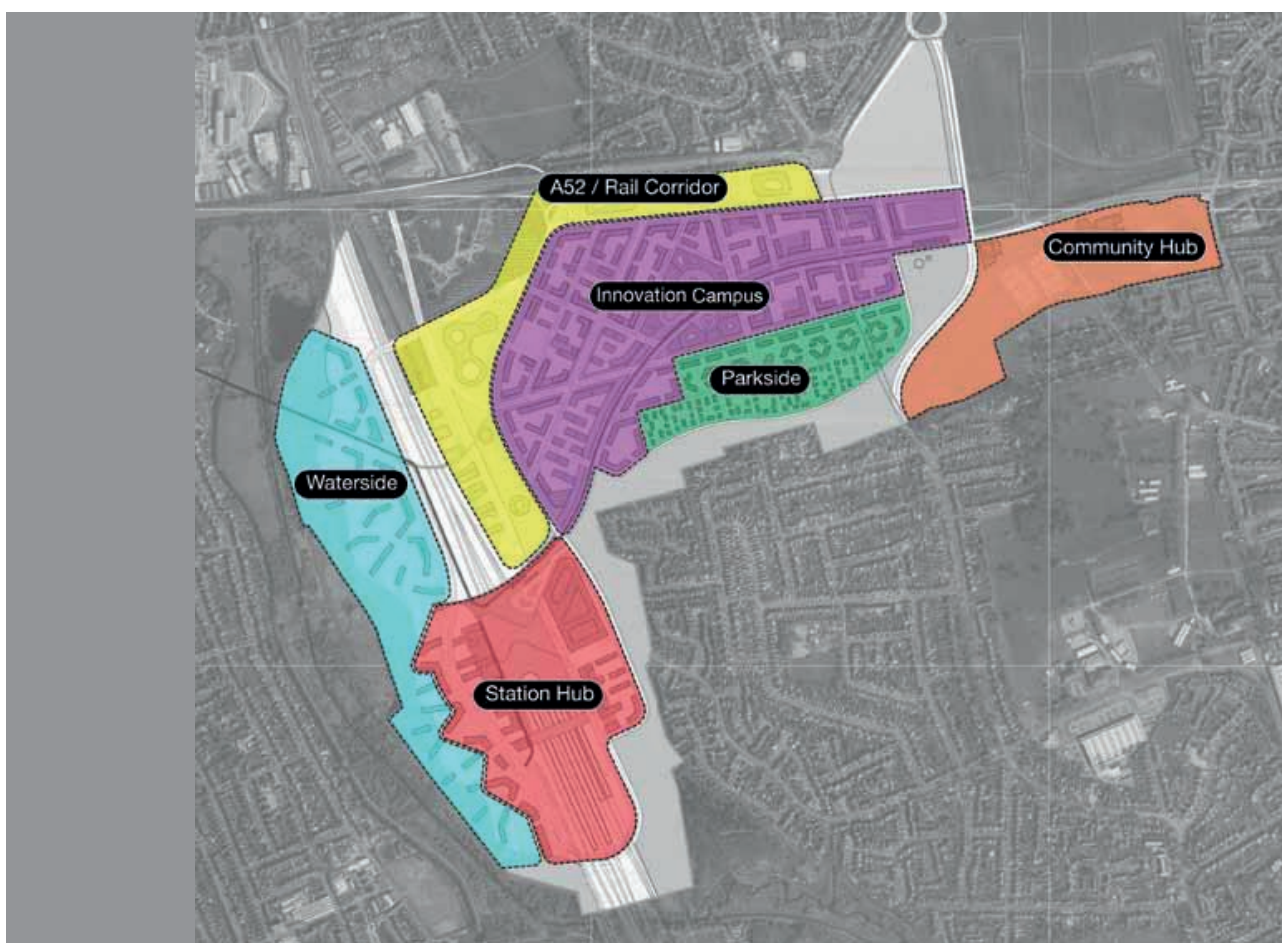 A52 / Rail Corridor
Community Hub
Innovation Campus
Parkside
Waterside
Station Hub